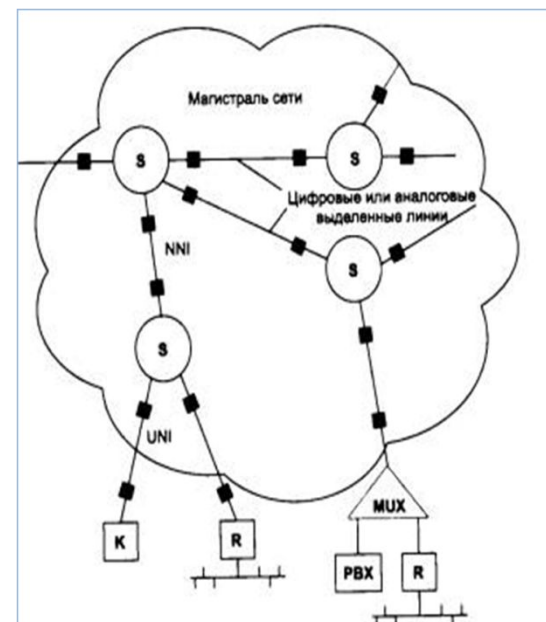 Магистраль сети
S
S
Цифровые или аналоговые
выделенные линии
NNI
S
S
UNI
K
R
MUX
PBX
R